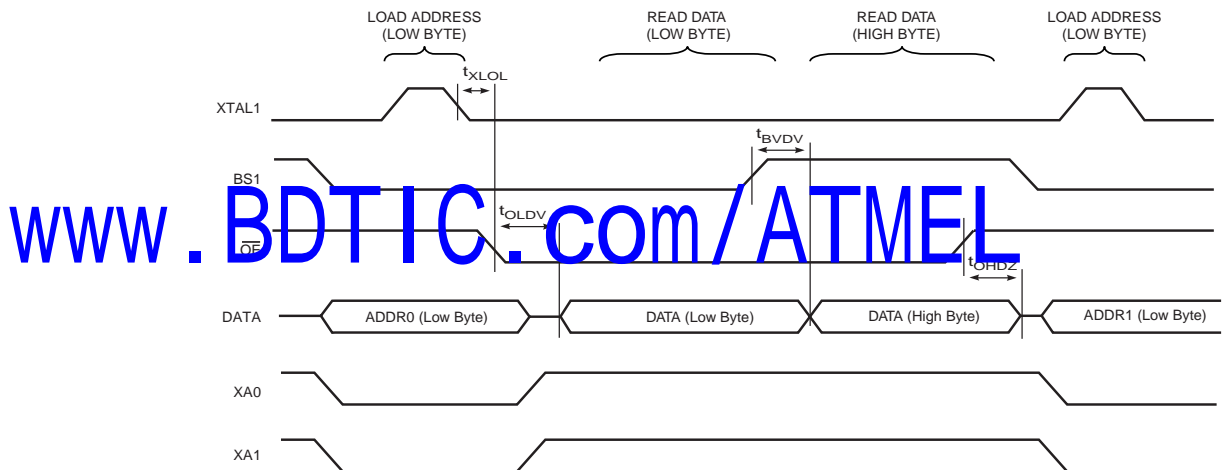 LOAD ADDRESS
(LOW BYTE)
READ DATA
(LOW BYTE)
READ DATA
(HIGH BYTE)
LOAD ADDRESS
(LOW BYTE)
tXLOL
XTAL1
tBVDV
BS1
www.BDTIC.com/ATMEL
tOLDV
OE
tOHDZ
DATA
ADDR0 (Low Byte)
DATA (Low Byte)
DATA (High Byte)
ADDR1 (Low Byte)
XA0
XA1